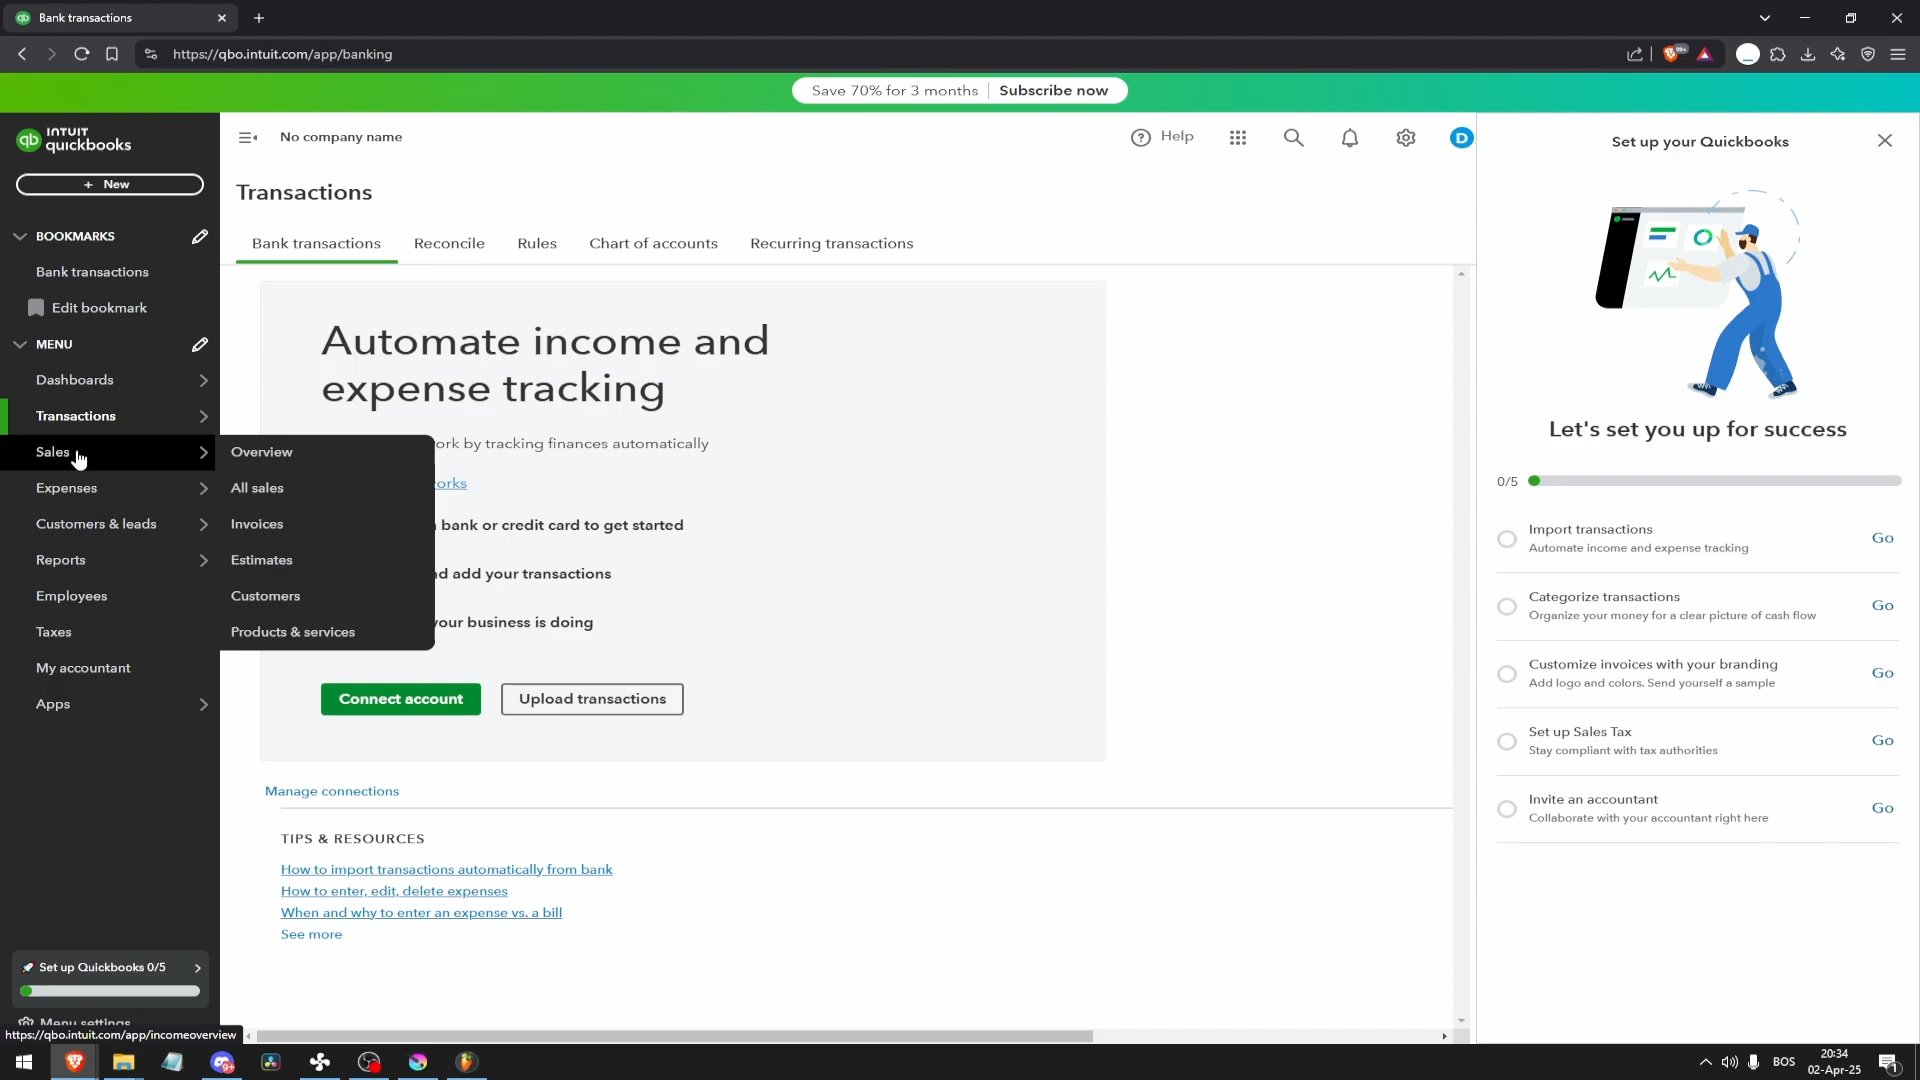 Bank transactions
https://qbo.intuit.com/app/banking
99+
Save 70% for 3 months
Subscribe now
qb INTUIT quickbooks
+ New
BOOKMARKS
Bank transactions
Edit bookmark
MENU
Dashboards
Transactions
Sales
Expenses
Customers & leads
Reports
Employees
Taxes
My accountant
Apps
Set up Quickbooks 0/5
Menu settings
https://qbo.intuit.com/app/incomeoverview
Overview
All sales
Invoices
Estimates
Customers
Products & services
No company name
Help
D
Transactions
Bank transactions
Reconcile
Rules
Chart of accounts
Recurring transactions
Automate income and
expense tracking
ork by tracking finances automatically
orks
bank or credit card to get started
nd add your transactions
your business is doing
Connect account
Upload transactions
Manage connections
TIPS & RESOURCES
How to import transactions automatically from bank
How to enter, edit, delete expenses
When and why to enter an expense vs. a bill
See more
Set up your Quickbooks
Let's set you up for success
0/5
Import transactions
Automate income and expense tracking
Go
Categorize transactions
Organize your money for a clear picture of cash flow
Go
Customize invoices with your branding
Add logo and colors. Send yourself a sample
Go
Set up Sales Tax
Stay compliant with tax authorities
Go
Invite an accountant
Collaborate with your accountant right here
Go
9+
BOS
20:34
02-Apr-25
1